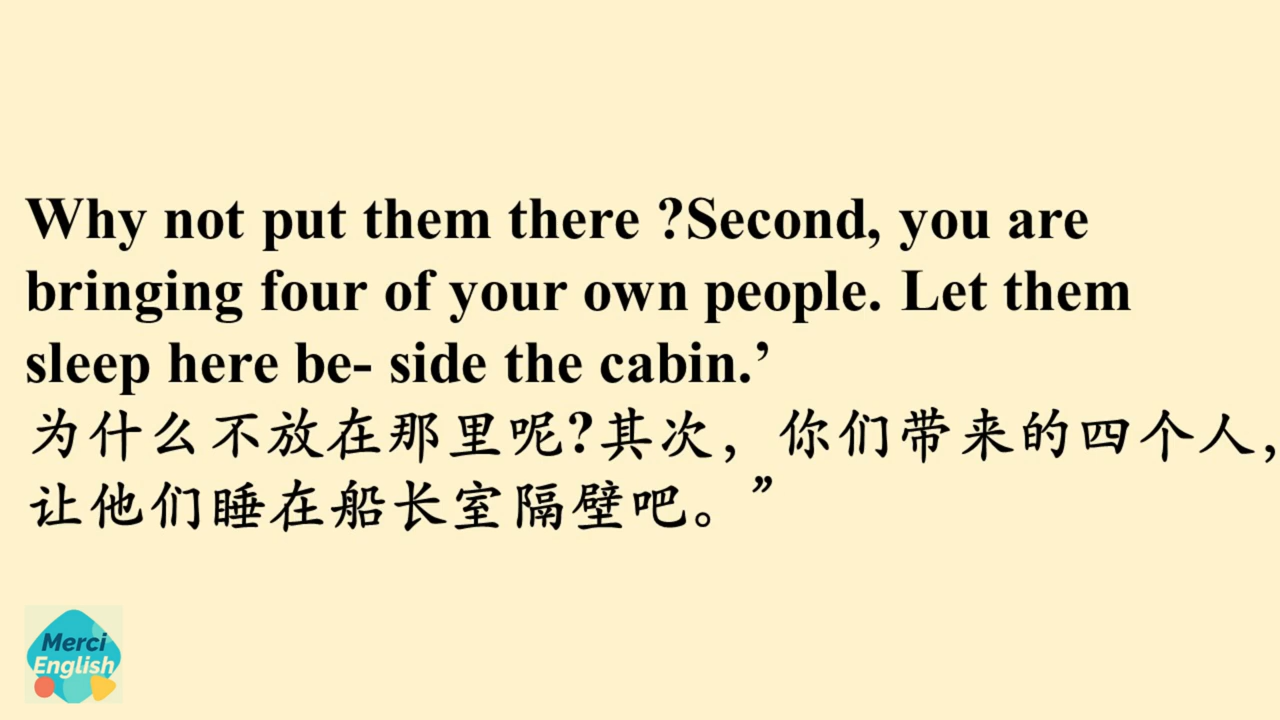 Why not put them there ?Second, you are
bringing four of your own people. Let them
sleep here be- side the cabin.’
为什么不放在那里呢?其次，你们带来的四个人，
让他们睡在船长室隔壁吧。”
Merci
English